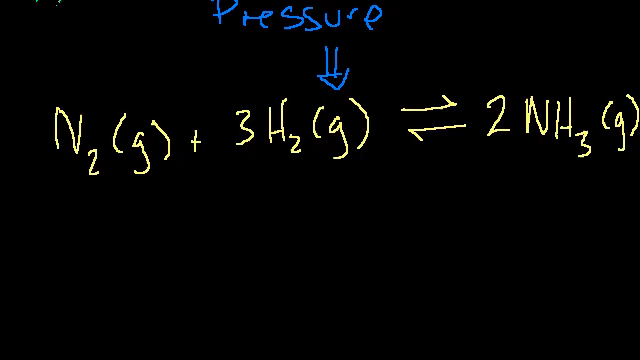 Pressure
⇓
N₂(g) + 3H₂(g) ⇌ 2NH₃(g)